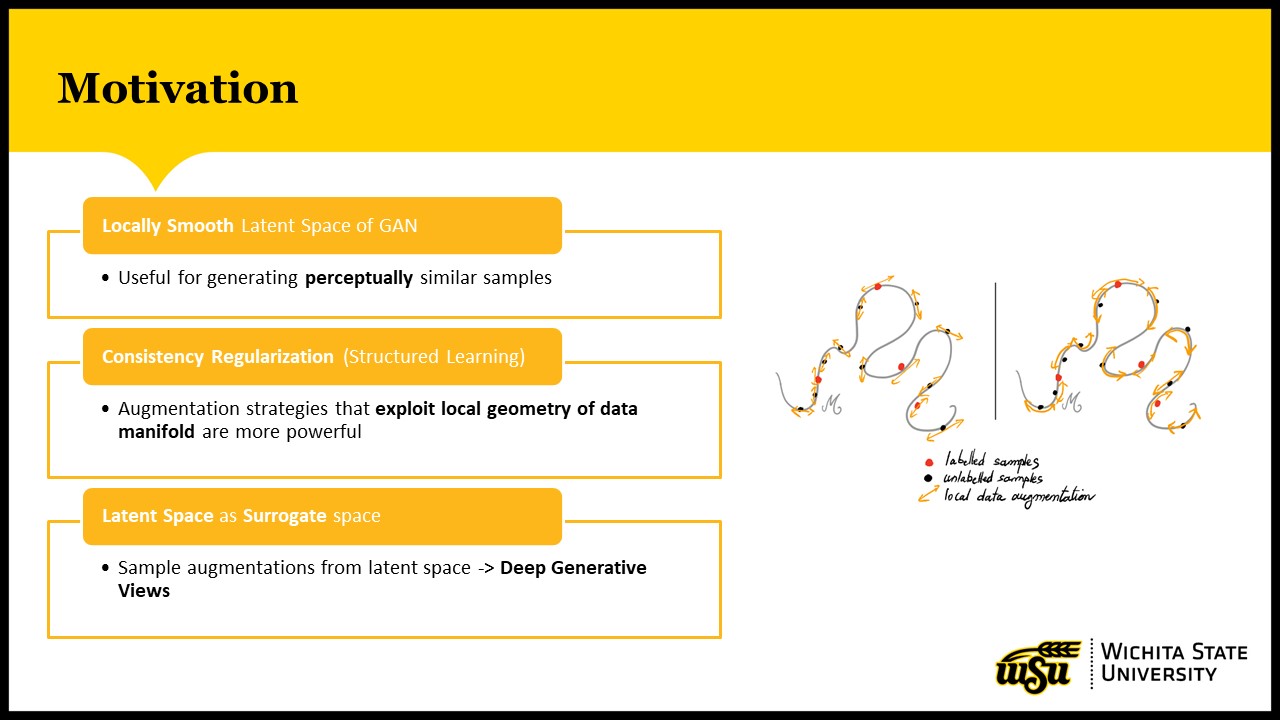 Motivation
Locally Smooth Latent Space of GAN
• Useful for generating perceptually similar samples
Consistency Regularization (Structured Learning)
• Augmentation strategies that exploit local geometry of data
manifold are more powerful
Latent Space as Surrogate space
• Sample augmentations from latent space -> Deep Generative
Views
M
M
labelled samples
unlabelled samples
local data augmentation
WSU
WICHITA STATE
UNIVERSITY